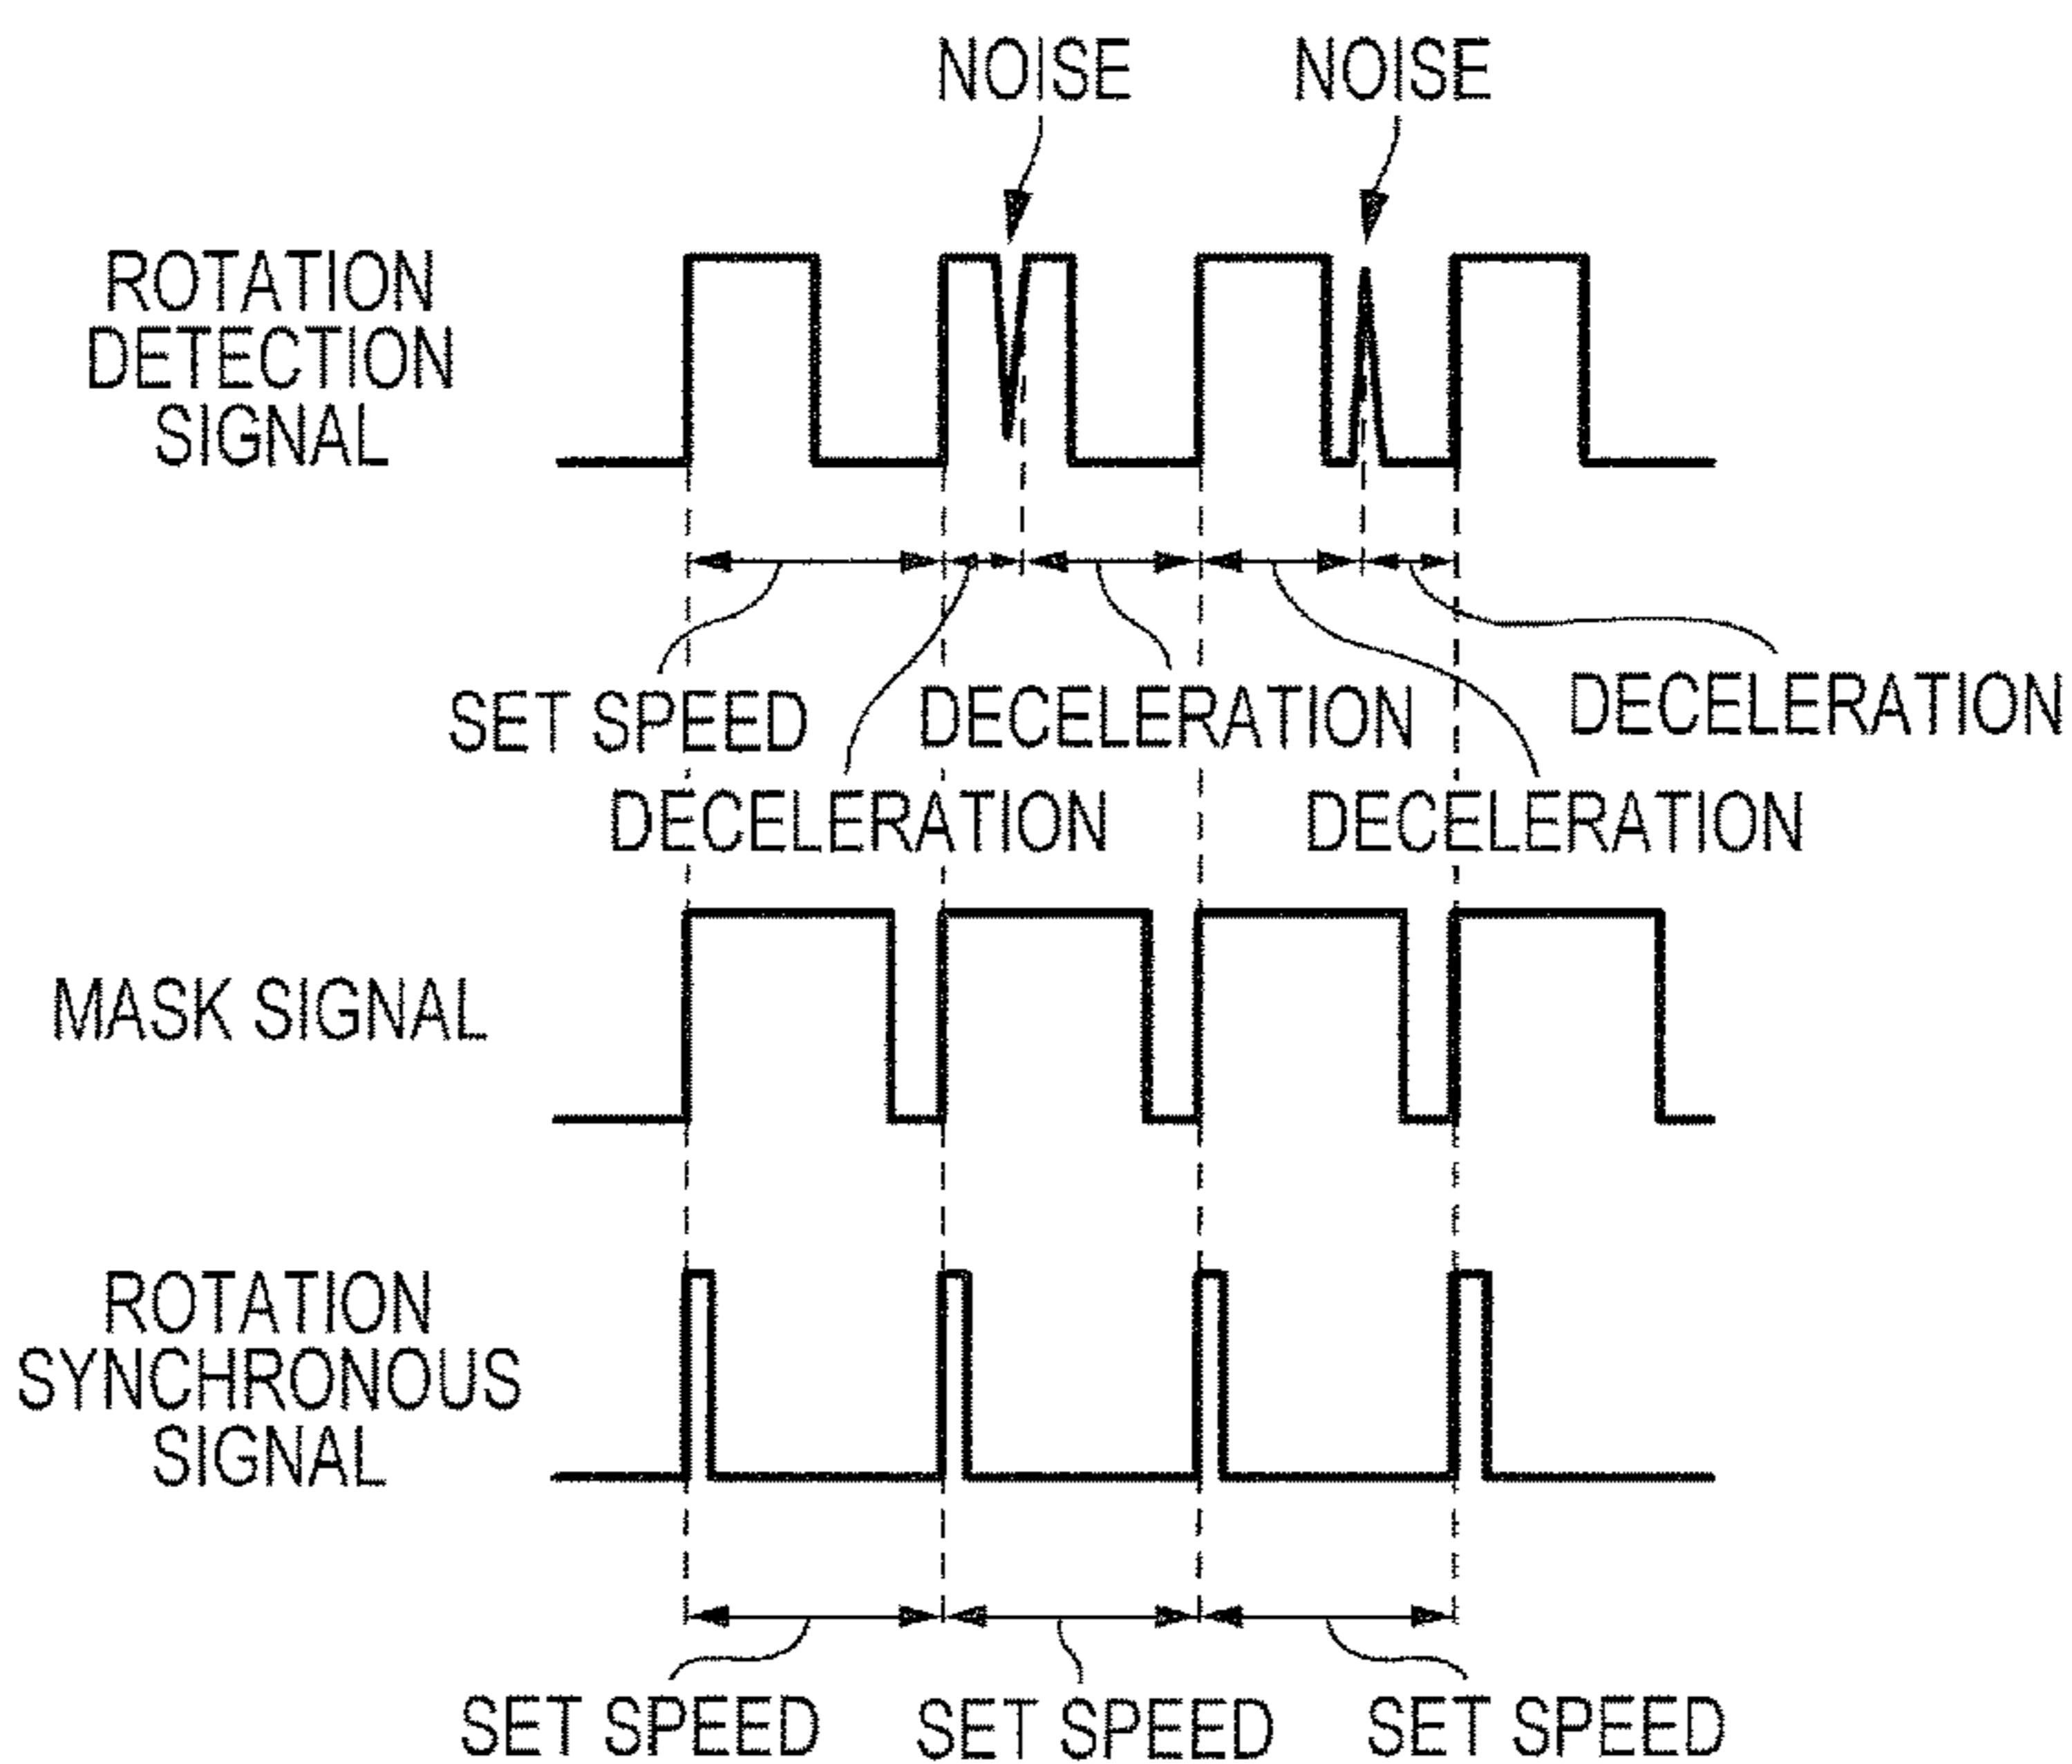 NOISE NOISE
ROTATION
DETECTION
SIGNAL
SET SPEED DECELERATION DECELERATION
DECELERATION DECELERATION
MASK SIGNAL
ROTATION
SYNCHRONOUS
SIGNAL
SET SPEED SET SPEED SET SPEED